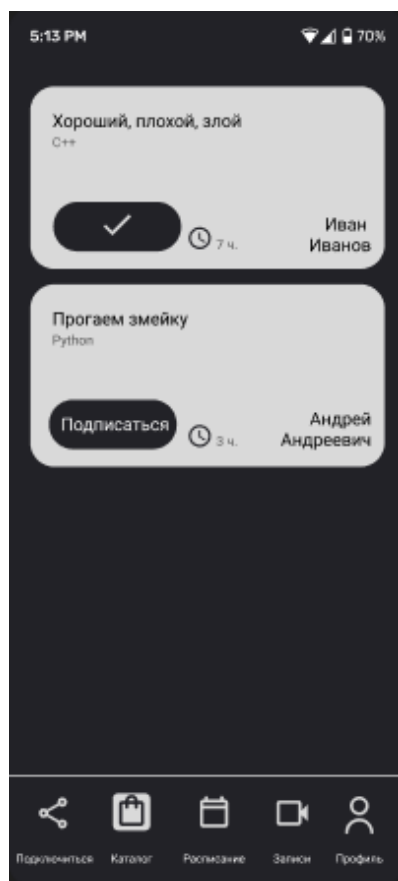 5:13 PM 70%
Хороший, плохой, злой
C++
7 ч.
Иван
Иванов
Прогаем змейку
Python
Подписаться
3 ч.
Андрей
Андреевич
Подключиться Каталог Расписание Записи Профиль